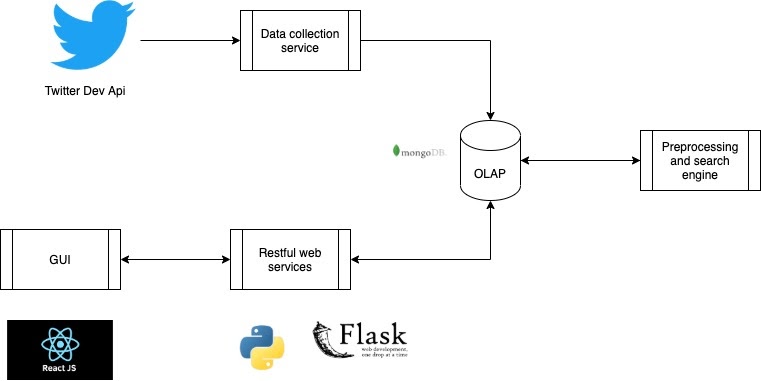 Twitter Dev Api
Data collection
service
mongoDB
OLAP
Preprocessing
and search
engine
GUI
Restful web
services
React JS
Flask
web development,
one drop at a time